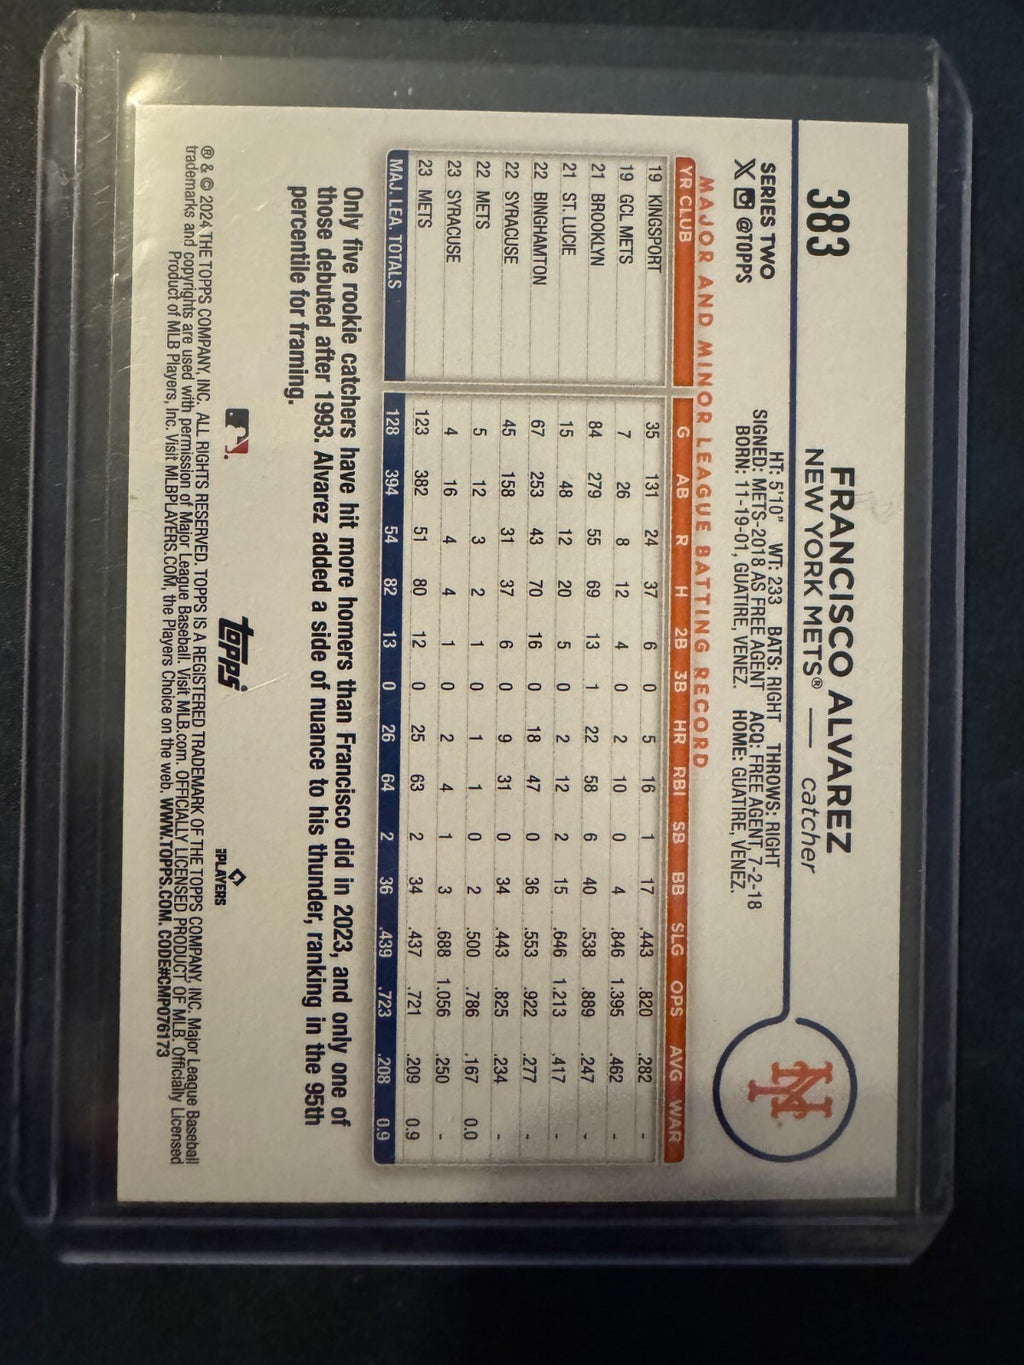 383
FRANCISCO ALVAREZ
NEW YORK METS® — catcher
SERIES TWO
@TOPPS
HT: 5'10" WT: 233 BATS: RIGHT THROWS: RIGHT
SIGNED: METS-2018 AS FREE AGENT ACQ: FREE AGENT, 7-2-18
BORN: 11-19-01, GUATIRE, VENEZ. HOME: GUATIRE, VENEZ.
NY
MAJOR AND MINOR LEAGUE BATTING RECORD
YR CLUB G AB R H 2B 3B HR RBI SB BB SLG OPS AVG WAR
19 KINGSPORT 35 131 24 37 6 0 5 16 1 17 .443 .820 .282 -
19 GCL METS 7 26 8 12 4 0 2 10 0 4 .846 1.395 .462 -
21 BROOKLYN 84 279 55 69 13 1 22 58 6 40 .538 .889 .247 -
21 ST. LUCIE 15 48 12 20 5 0 2 12 2 15 .646 1.213 .417 -
22 BINGHAMTON 67 253 43 70 16 0 18 47 0 36 .553 .922 .277 -
22 SYRACUSE 45 158 31 37 6 0 9 31 0 34 .443 .825 .234 -
22 METS 5 12 3 2 1 0 1 1 0 2 .500 .786 .167 0.0
23 SYRACUSE 4 16 4 4 1 0 2 4 1 3 .688 1.056 .250 -
23 METS 123 382 51 80 12 0 25 63 2 34 .437 .721 .209 0.9
MAJ. LEA. TOTALS 128 394 54 82 13 0 26 64 2 36 .439 .723 .208 0.9
Only five rookie catchers have hit more homers than Francisco did in 2023, and only one of
those debuted after 1993. Alvarez added a side of nuance to his thunder, ranking in the 95th
percentile for framing.
topps
PLAYERS
® & © 2024 THE TOPPS COMPANY, INC. ALL RIGHTS RESERVED. TOPPS IS A REGISTERED TRADEMARK OF THE TOPPS COMPANY, INC. Major League Baseball
trademarks and copyrights are used with permission of Major League Baseball. Visit MLB.com. OFFICIALLY LICENSED PRODUCT OF MLB. Officially Licensed
Product of MLB Players, Inc. Visit MLBPLAYERS.COM, the Players Choice on the web. WWW.TOPPS.COM. CODE#CMP076173